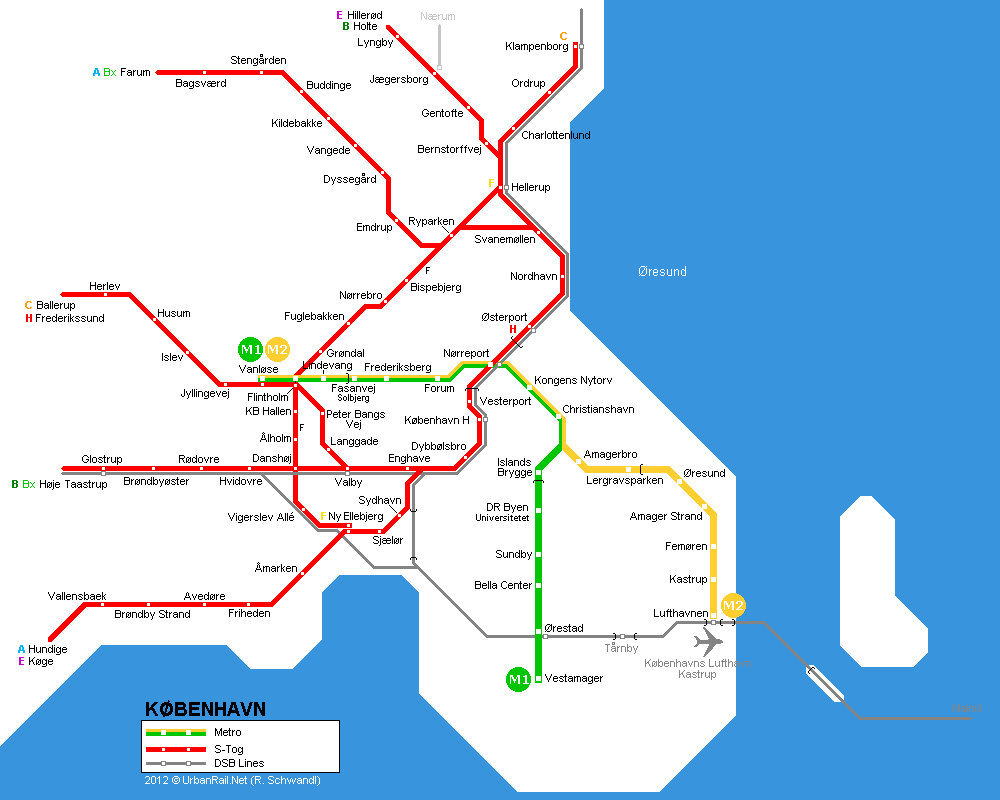 E Hillerød
B Holte
Nærum
C
Klampenborg
Lyngby
Stengården
A Bx Farum
Bagsværd
Jægersborg
Ordrup
Buddinge
Gentofte
Kildebakke
Charlottenlund
Vangede
Bernstorffvej
Dyssegård
F
Hellerup
Emdrup
Ryparken
Svanemøllen
F
Øresund
Nordhavn
Herlev
Bispebjerg
Nørrebro
C Ballerup
H Frederikssund
Husum
Fuglebakken
Østerport
H
Islev
M1 M2
Grøndal
Nørreport
Vanløse
Lindevang
Frederiksberg
Kongens Nytorv
Jyllingevej
Flintholm
Fasanvej
Solbjerg
Forum
Vesterport
Christianshavn
KB Hallen
Peter Bangs
Vej
København H
F
Ålholm
Langgade
Dybbølsbro
Amagerbro
Glostrup
Rødovre
Danshøj
Enghave
Islands
Brygge
Øresund
B Bx Høje Taastrup
Brøndbyøster
Hvidovre
Valby
Lergravsparken
Sydhavn
DR Byen
Universitetet
Vigerslev Allé
F Ny Ellebjerg
Amager Strand
Sjælør
Femøren
Sundby
Åmarken
Kastrup
Bella Center
Vallensbaek
Avedøre
Brøndby Strand
Friheden
Lufthavnen
M2
Ørestad
Tårnby
A Hundige
E Køge
Københavns Lufthavn
Kastrup
M1
Vestamager
KØBENHAVN
Metro
S-Tog
DSB Lines
2012 © UrbanRail.Net (R. Schwandl)